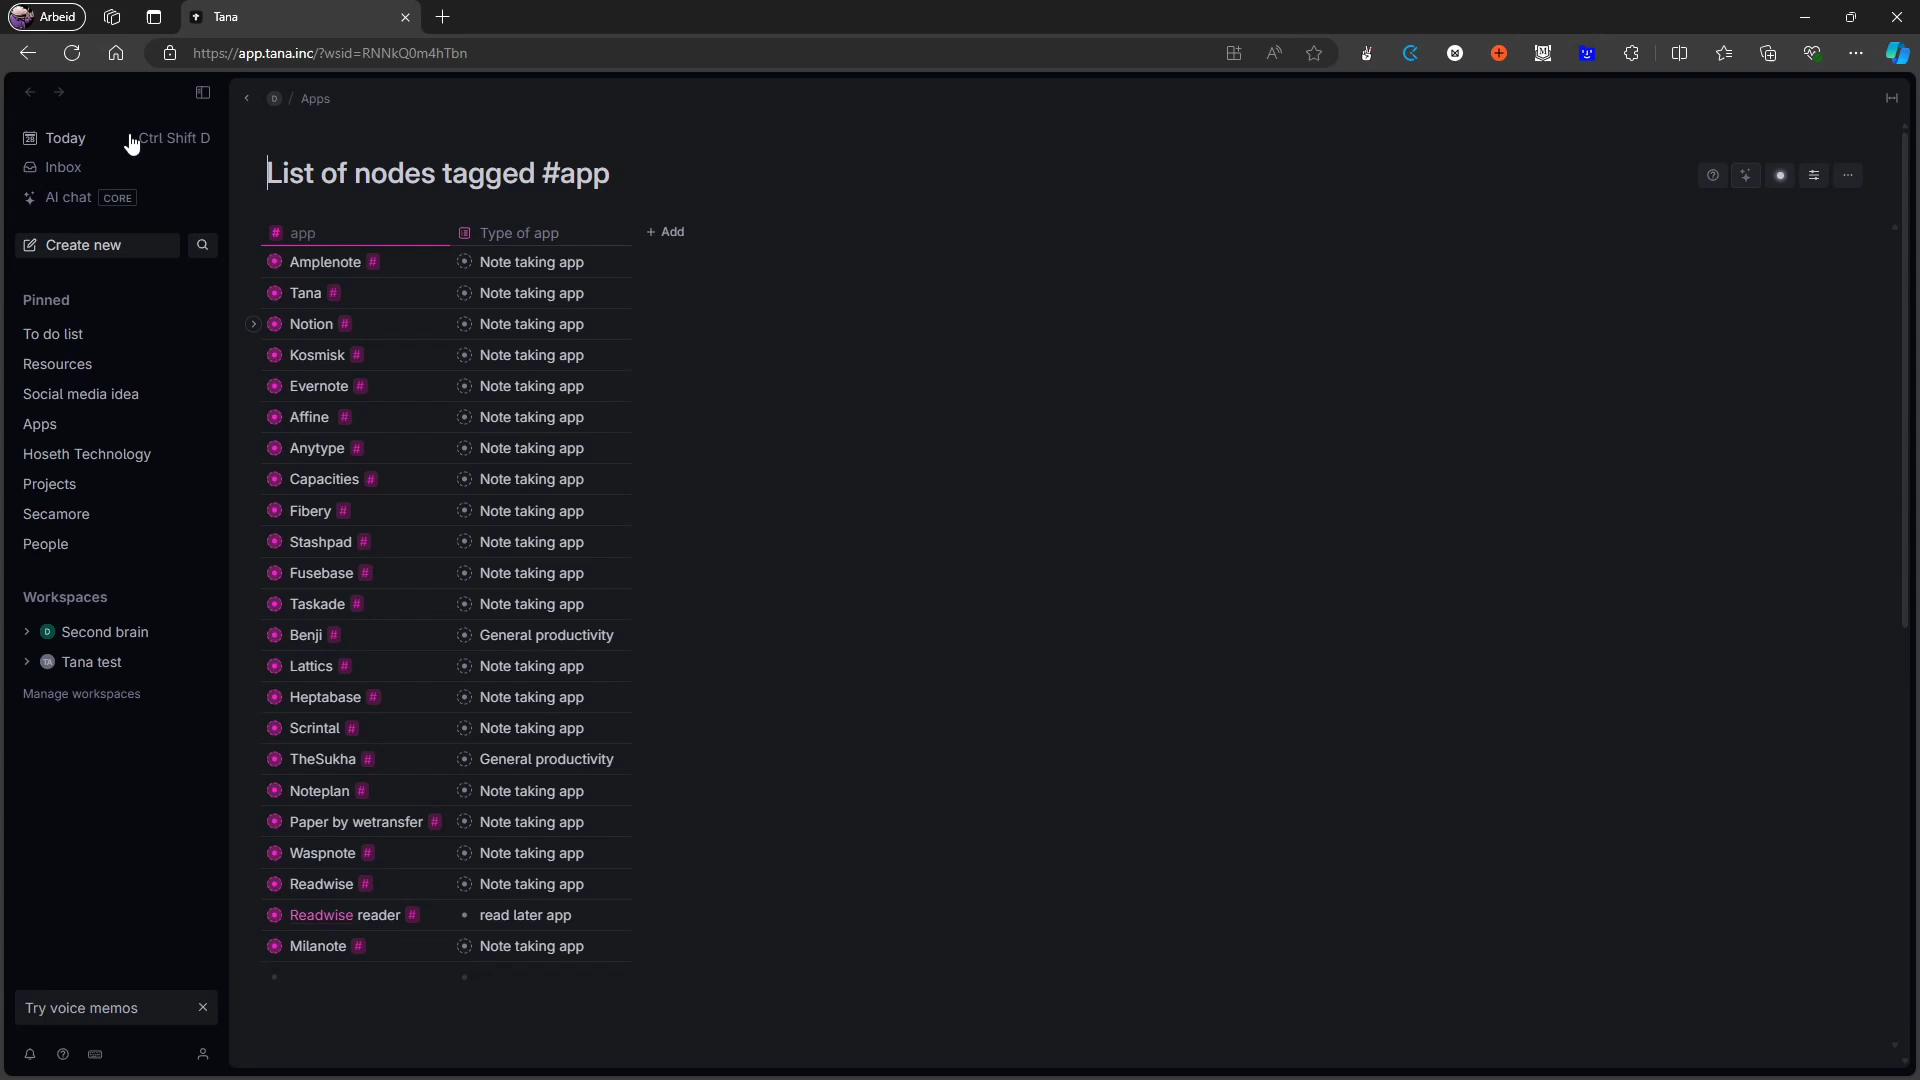 Arbeid
Tana
https://app.tana.inc/?wsid=RNNkQ0m4hTbn
D / Apps
Today Ctrl Shift D
Inbox
AI chat CORE
Create new
Pinned
To do list
Resources
Social media idea
Apps
Hoseth Technology
Projects
Secamore
People
Workspaces
D Second brain
TA Tana test
Manage workspaces
Try voice memos
List of nodes tagged #app
# app Type of app + Add
Amplenote # Note taking app
Tana # Note taking app
Notion # Note taking app
Kosmisk # Note taking app
Evernote # Note taking app
Affine # Note taking app
Anytype # Note taking app
Capacities # Note taking app
Fibery # Note taking app
Stashpad # Note taking app
Fusebase # Note taking app
Taskade # Note taking app
Benji # General productivity
Lattics # Note taking app
Heptabase # Note taking app
Scrintal # Note taking app
TheSukha # General productivity
Noteplan # Note taking app
Paper by wetransfer # Note taking app
Waspnote # Note taking app
Readwise # Note taking app
Readwise reader # read later app
Milanote # Note taking app